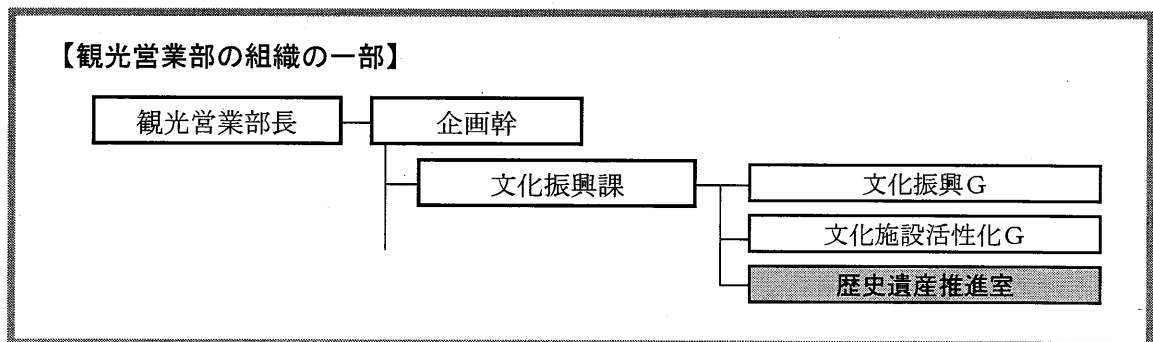 【観光営業部の組織の一部】
観光営業部長
企画幹
文化振興課
文化振興G
文化施設活性化G
歴史遺産推進室